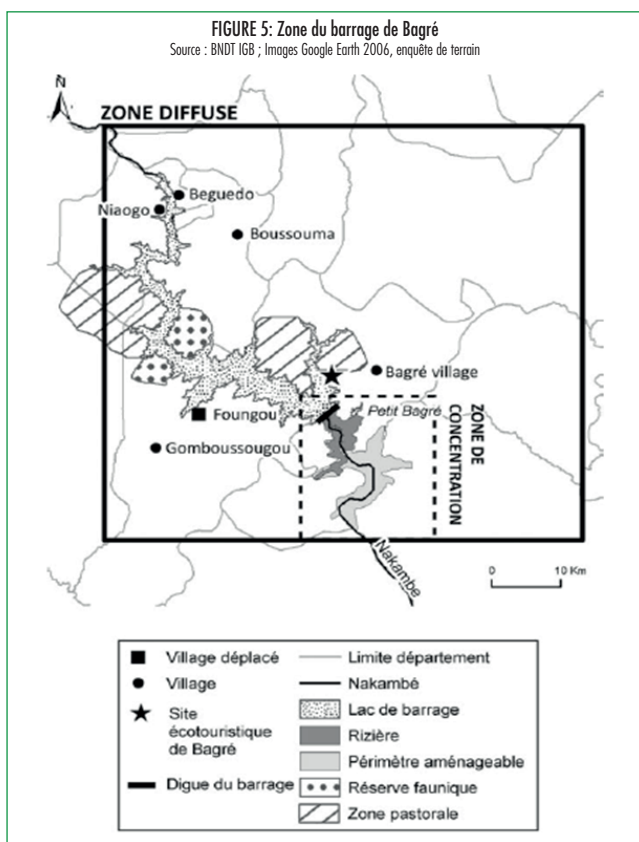 FIGURE 5: Zone du barrage de Bagré
Source : BNDT IGB ; Images Google Earth 2006, enquête de terrain
N
ZONE DIFFUSE
Beguedo
Niaogo
Boussouma
Bagré village
Petit Bagré
Foungou
Gomboussougou
ZONE DE
CONCENTRATION
Nakambe
0 10 Km
Village déplacé
Village
Site
écotouristique
de Bagré
Digue du barrage
Limite département
Nakambé
Lac de barrage
Rizière
Périmètre aménageable
Réserve faunique
Zone pastorale